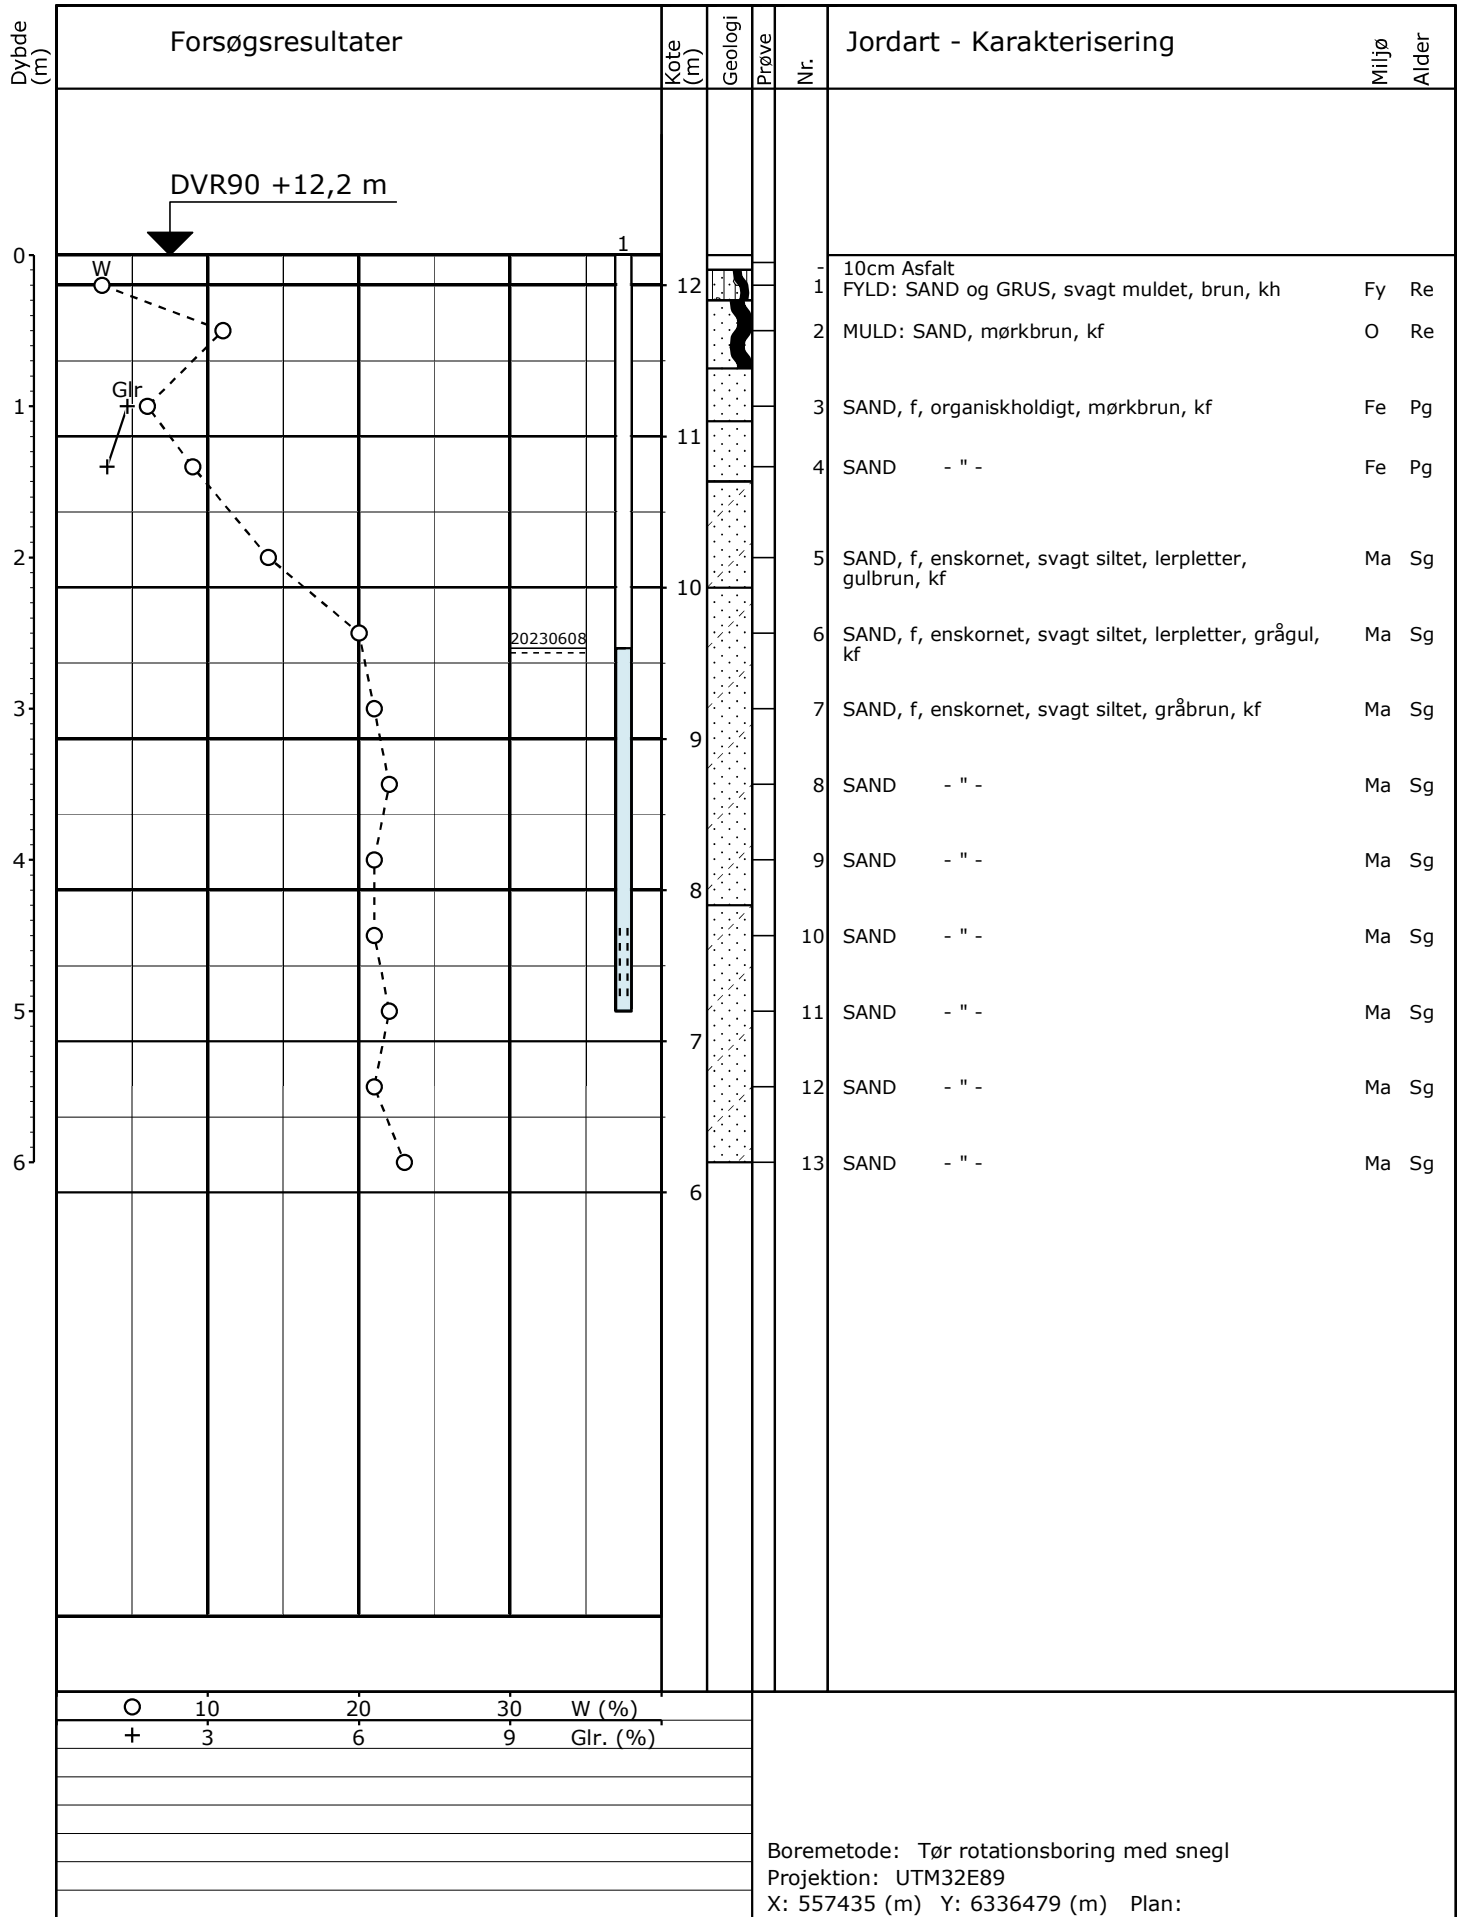 Dybde (m)
Forsøgsresultater
Kote (m)
Geologi
Prøve
Nr.
Jordart - Karakterisering
Miljø
Alder
DVR90 +12,2 m
0
1
W
- 10cm Asfalt
12
1 FYLD: SAND og GRUS, svagt muldet, brun, kh Fy Re
2 MULD: SAND, mørkbrun, kf O Re
Glr
1
3 SAND, f, organiskholdigt, mørkbrun, kf Fe Pg
11
4 SAND - " - Fe Pg
2
5 SAND, f, enskornet, svagt siltet, lerpletter, Ma Sg
gulbrun, kf
10
20230608
6 SAND, f, enskornet, svagt siltet, lerpletter, grågul, Ma Sg
kf
3
7 SAND, f, enskornet, svagt siltet, gråbrun, kf Ma Sg
9
8 SAND - " - Ma Sg
4
9 SAND - " - Ma Sg
8
10 SAND - " - Ma Sg
5
11 SAND - " - Ma Sg
7
12 SAND - " - Ma Sg
6
13 SAND - " - Ma Sg
6
10 20 30 W (%)
+ 3 6 9 Glr. (%)
Boremetode: Tør rotationsboring med snegl
Projektion: UTM32E89
X: 557435 (m) Y: 6336479 (m) Plan: